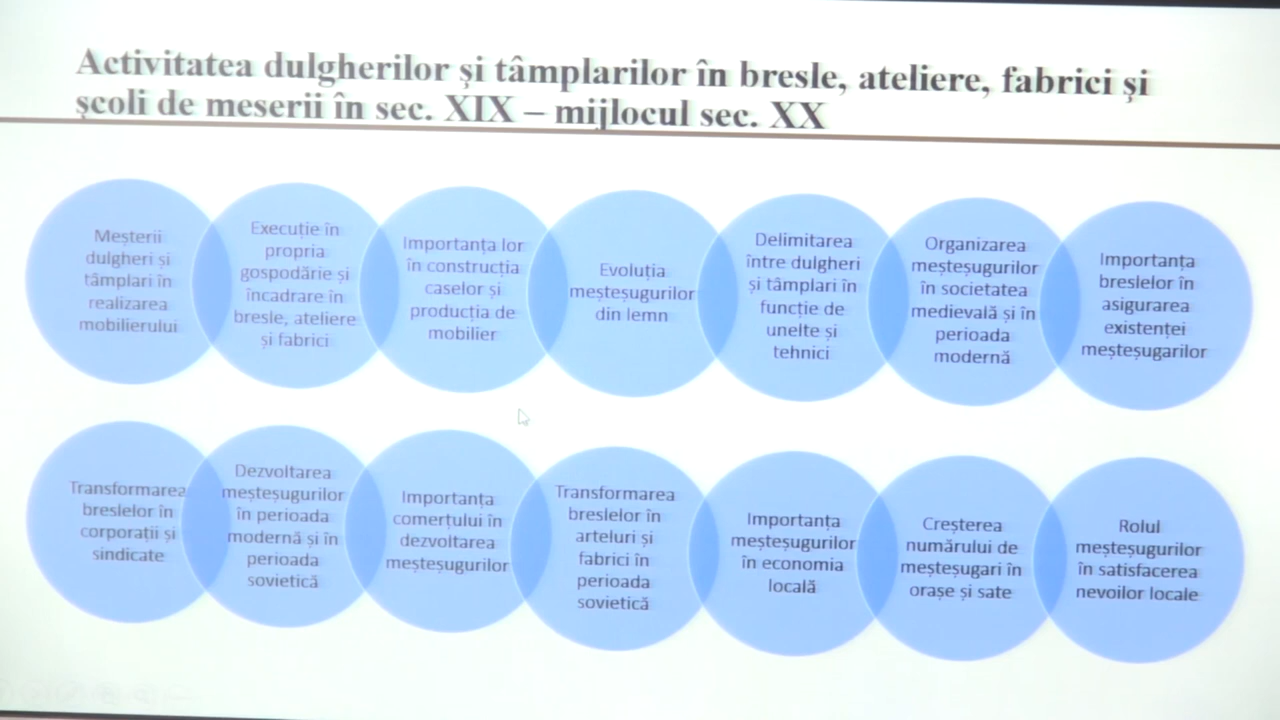 Activitatea dulgherilor și tâmplarilor în bresle, ateliere, fabrici și
școli de meserii în sec. XIX – mijlocul sec. XX
Meșterii
dulgheri și
tâmplari în
realizarea
mobilierului
Execuție în
propria
gospodărie și
încadrare în
bresle, ateliere
și fabrici
Importanța lor
în construcția
caselor și
producția de
mobilier
Evoluția
meșteșugurilor
din lemn
Delimitarea
între dulgheri
și tâmplari în
funcție de
unelte și
tehnici
Organizarea
meșteșugurilor
în societatea
medievală și în
perioada
modernă
Importanța
breslelor în
asigurarea
existenței
meșteșugarilor
Transformarea
breslelor în
corporații și
sindicate
Dezvoltarea
meșteșugurilor
în perioada
modernă și în
perioada
sovietică
Importanța
comerțului în
dezvoltarea
meșteșugurilor
Transformarea
breslelor în
arteluri și
fabrici în
perioada
sovietică
Importanța
meșteșugurilor
în economia
locală
Creșterea
numărului de
meșteșugari în
orașe și sate
Rolul
meșteșugurilor
în satisfacerea
nevoilor locale